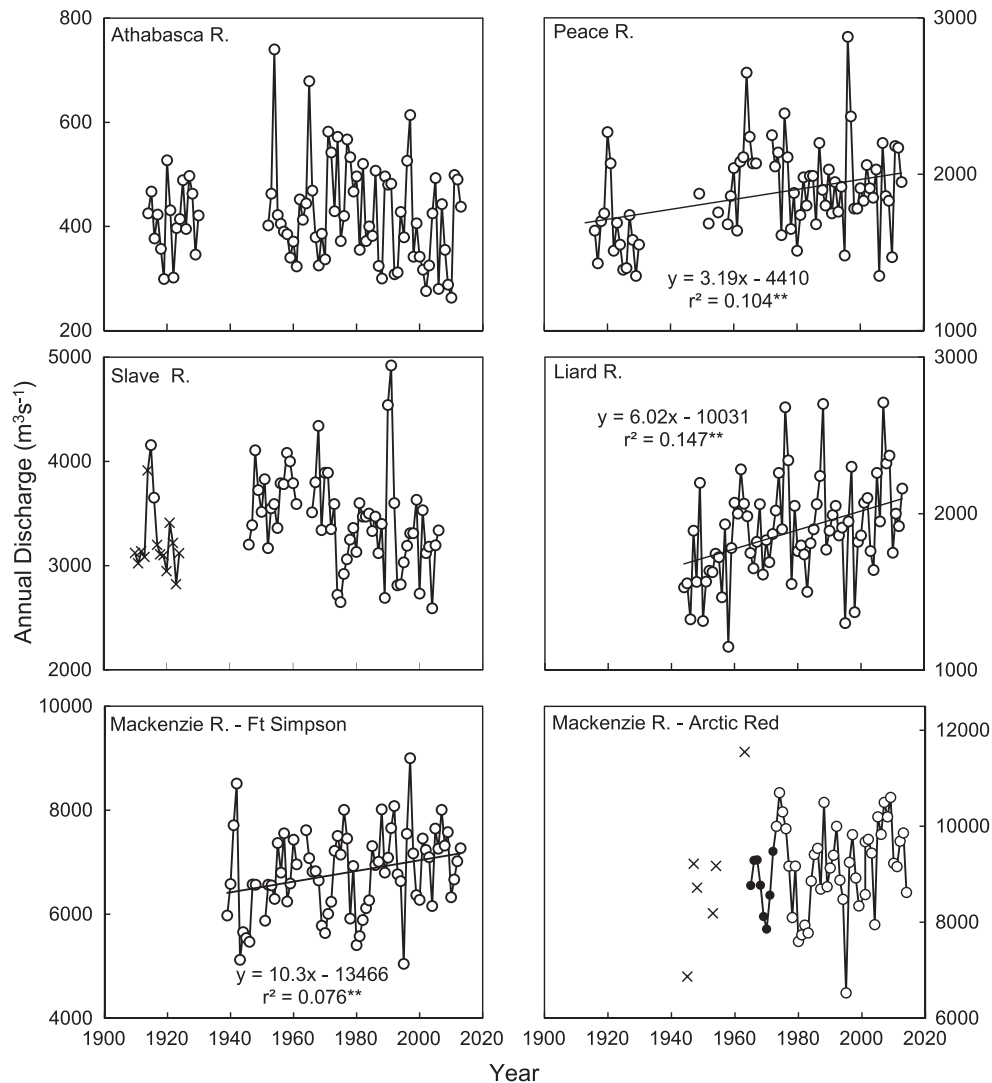 Athabasca R.
800
600
400
200
Peace R.
3000
2000
1000
y = 3.19x - 4410
r² = 0.104**
Annual Discharge (m³s⁻¹)
Slave R.
5000
4000
3000
2000
Liard R.
3000
2000
1000
y = 6.02x - 10031
r² = 0.147**
Mackenzie R. - Ft Simpson
10000
8000
6000
4000
y = 10.3x - 13466
r² = 0.076**
1900 1920 1940 1960 1980 2000 2020
Mackenzie R. - Arctic Red
12000
10000
8000
6000
1900 1920 1940 1960 1980 2000 2020
Year